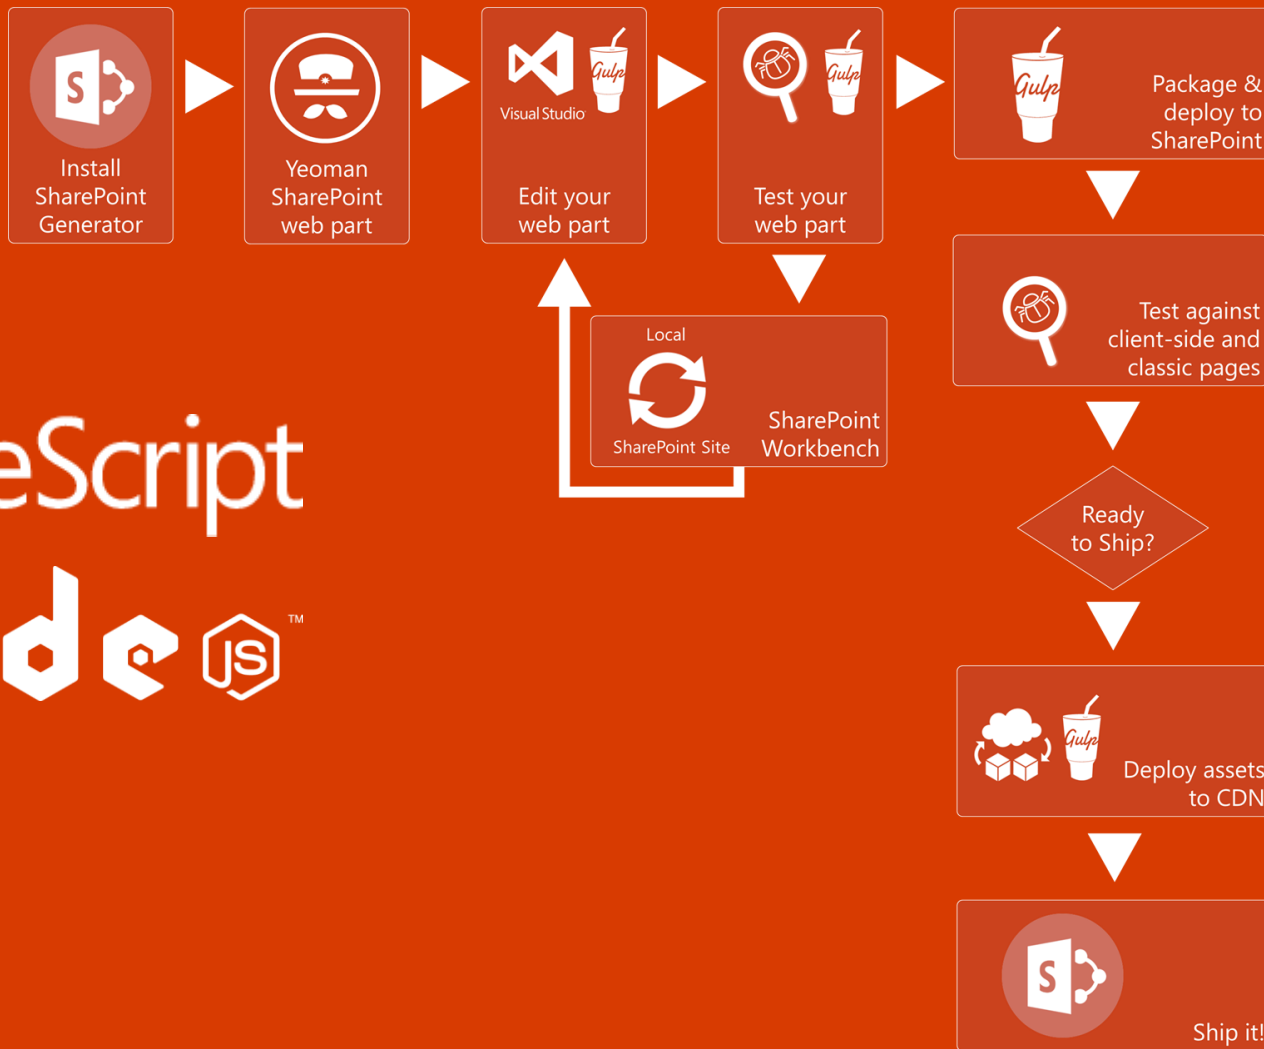 Install
SharePoint
Generator
Yeoman
SharePoint
web part
Visual Studio
Gulp
Edit your
web part
Gulp
Test your
web part
Gulp
Package &
deploy to
SharePoint
Local
SharePoint Site
SharePoint
Workbench
Test against
client-side and
classic pages
Ready
to Ship?
Gulp
Deploy assets
to CDN
S
Ship it!
S
eScript
de JS ™